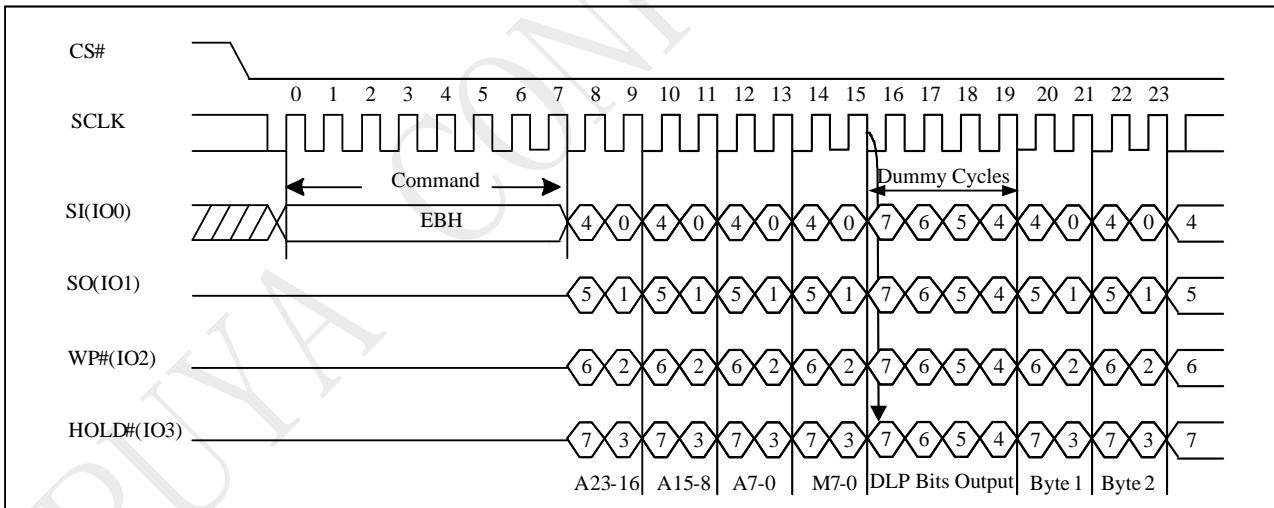 CS#
0 1 2 3 4 5 6 7 8 9 10 11 12 13 14 15 16 17 18 19 20 21 22 23
SCLK
Command
Dummy Cycles
SI(IO0)
EBH
4 0 4 0 4 0 4 0 7 6 5 4 4 0 4 0 4
SO(IO1)
5 1 5 1 5 1 5 1 7 6 5 4 5 1 5 1 5
WP#(IO2)
6 2 6 2 6 2 6 2 7 6 5 4 6 2 6 2 6
HOLD#(IO3)
7 3 7 3 7 3 7 3 7 6 5 4 7 3 7 3 7
A23-16 A15-8 A7-0 M7-0 DLP Bits Output Byte 1 Byte 2
PUYA CONF